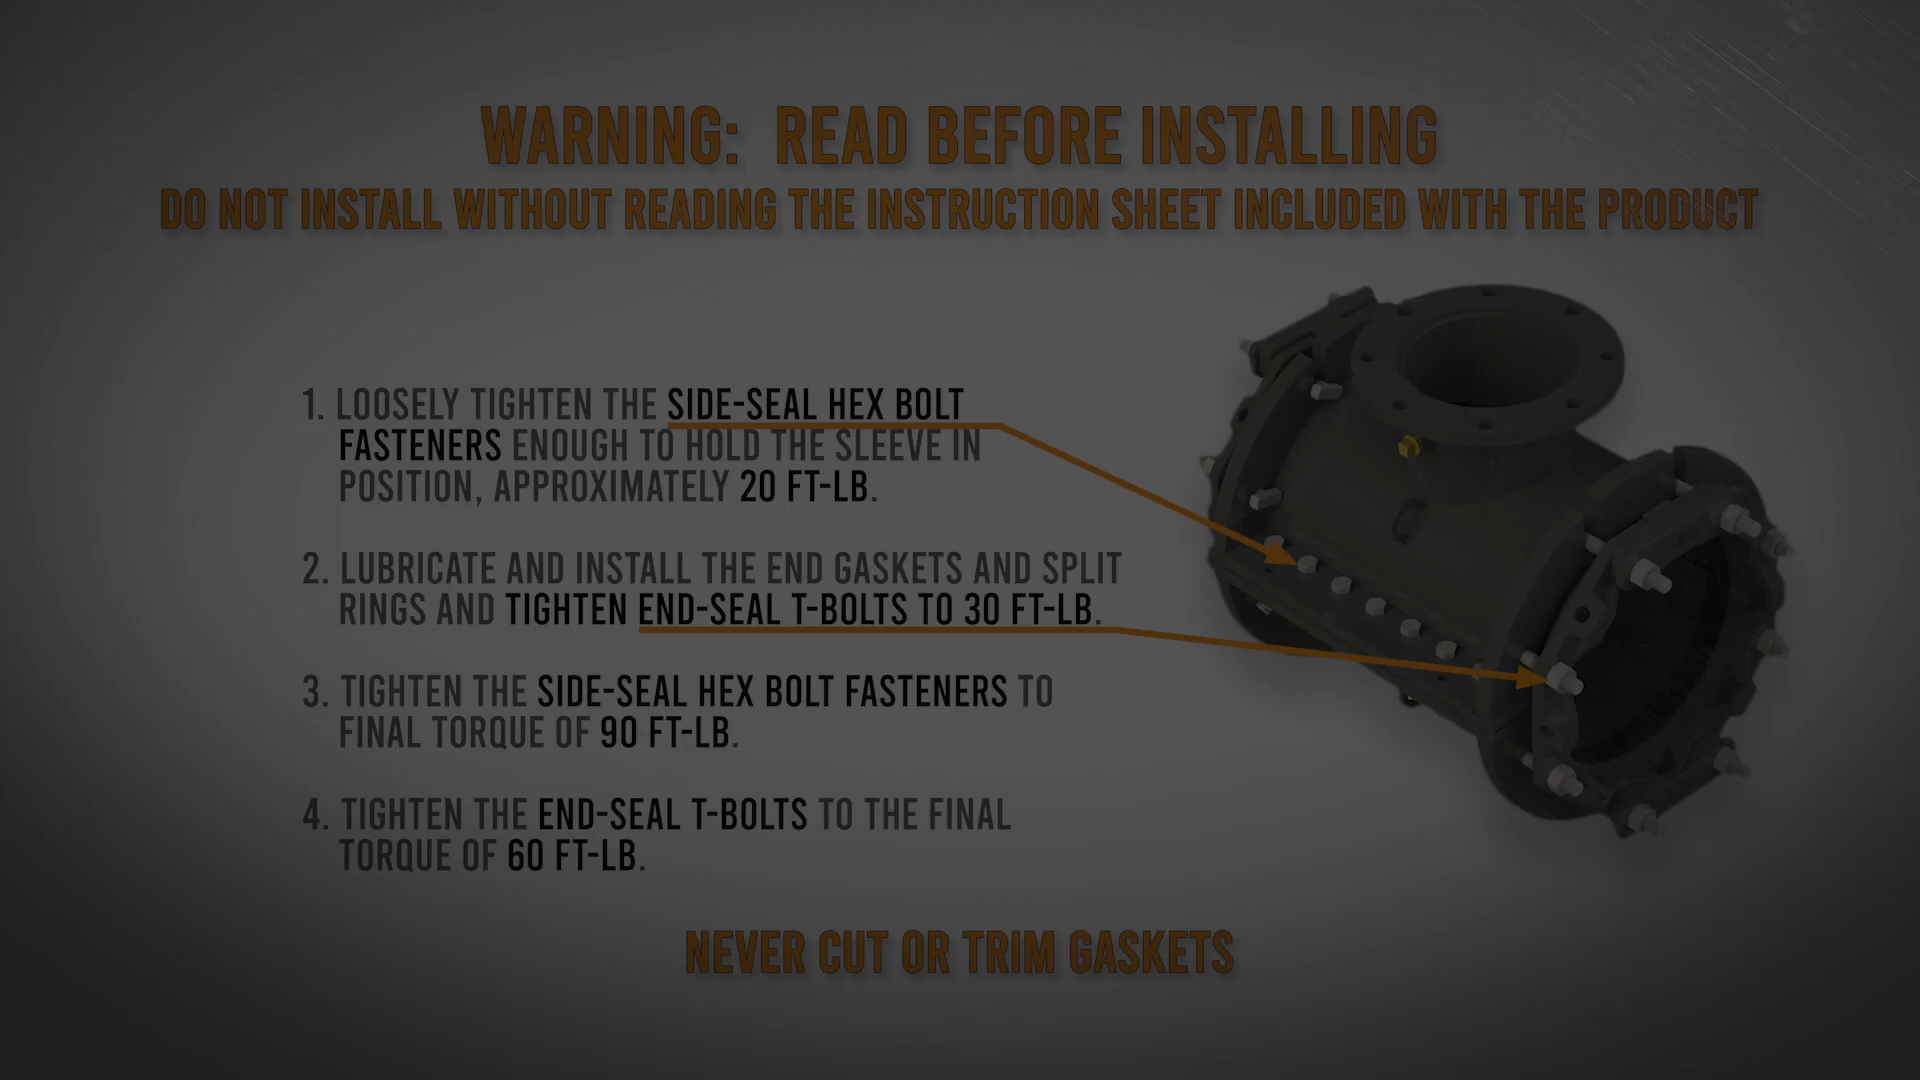 WARNING: READ BEFORE INSTALLING
DO NOT INSTALL WITHOUT READING THE INSTRUCTION SHEET INCLUDED WITH THE PRODUCT
1. LOOSELY TIGHTEN THE SIDE-SEAL HEX BOLT
FASTENERS ENOUGH TO HOLD THE SLEEVE IN
POSITION, APPROXIMATELY 20 FT-LB.
2. LUBRICATE AND INSTALL THE END GASKETS AND SPLIT
RINGS AND TIGHTEN END-SEAL T-BOLTS TO 30 FT-LB.
3. TIGHTEN THE SIDE-SEAL HEX BOLT FASTENERS TO
FINAL TORQUE OF 90 FT-LB.
4. TIGHTEN THE END-SEAL T-BOLTS TO THE FINAL
TORQUE OF 60 FT-LB.
NEVER CUT OR TRIM GASKETS